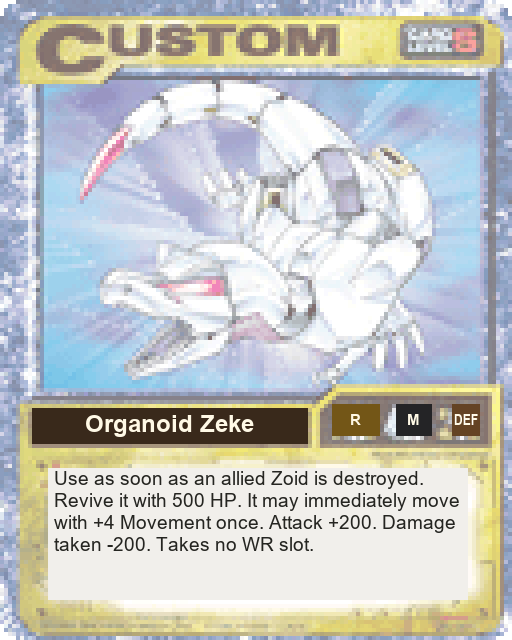 CUSTOM
CARD
LEVEL S
Organoid Zeke
R
M
DEF
Use as soon as an allied Zoid is destroyed.
Revive it with 500 HP. It may immediately move
with +4 Movement once. Attack +200. Damage
taken -200. Takes no WR slot.